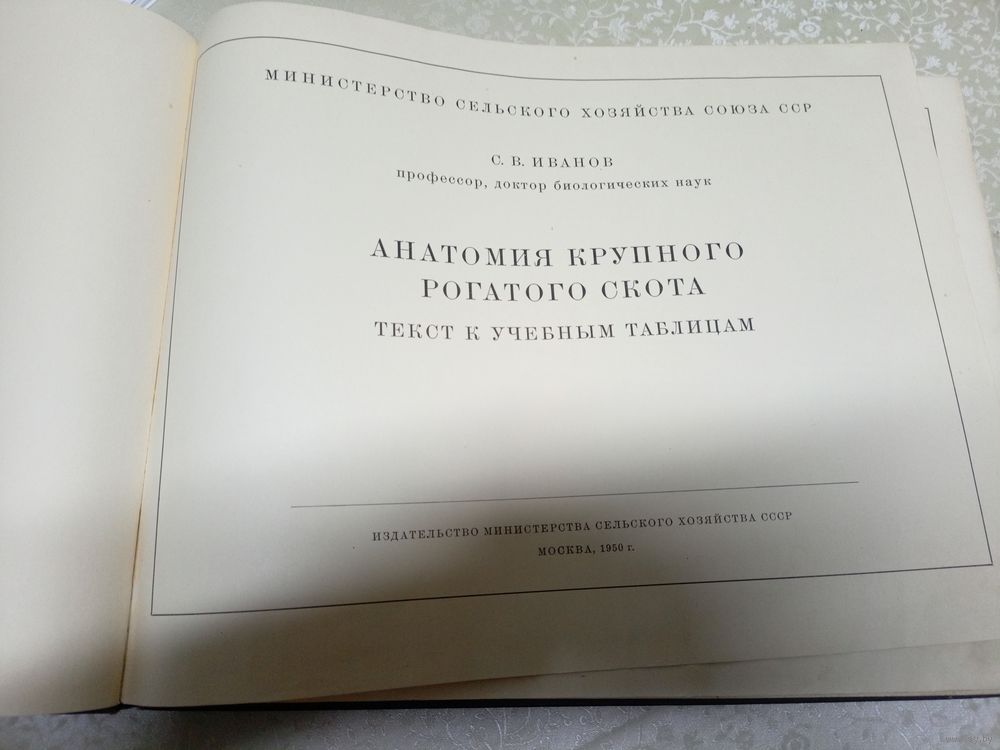 МИНИСТЕРСТВО СЕЛЬСКОГО ХОЗЯЙСТВА СОЮЗА ССР
С. В. ИВАНОВ
профессор, доктор биологических наук
АНАТОМИЯ КРУПНОГО
РОГАТОГО СКОТА
ТЕКСТ К УЧЕБНЫМ ТАБЛИЦАМ
ИЗДАТЕЛЬСТВО МИНИСТЕРСТВА СЕЛЬСКОГО ХОЗЯЙСТВА СССР
МОСКВА, 1950 г.